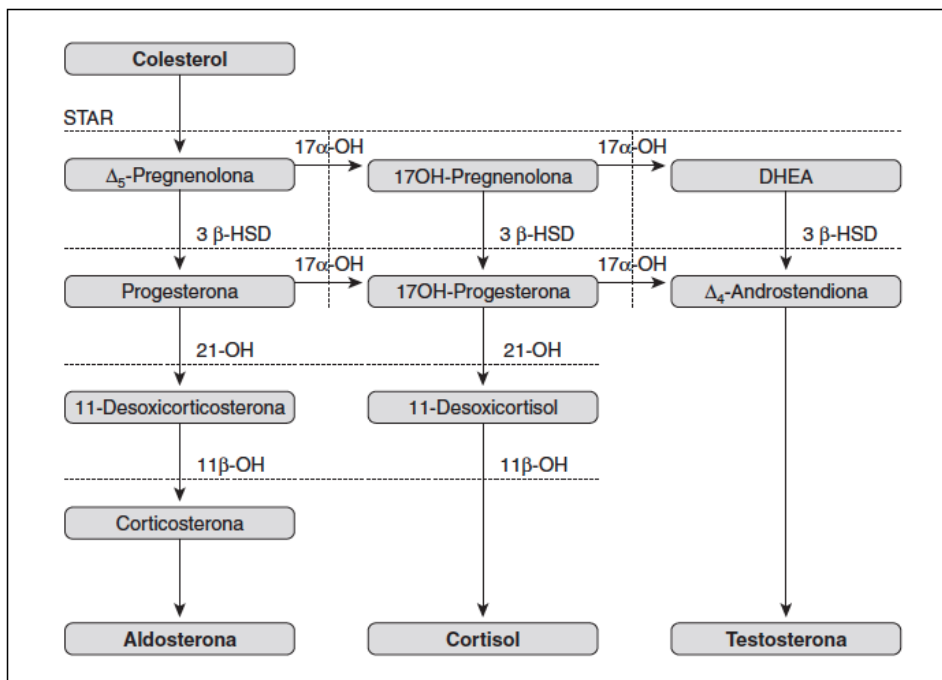 Colesterol
STAR
17α-OH 17α-OH
Δ5-Pregnenolona 17OH-Pregnenolona DHEA
3 β-HSD 3 β-HSD 3 β-HSD
17α-OH 17α-OH
Progesterona 17OH-Progesterona Δ4-Androstendiona
21-OH 21-OH
11-Desoxicorticosterona 11-Desoxicortisol
11β-OH 11β-OH
Corticosterona
Aldosterona Cortisol Testosterona